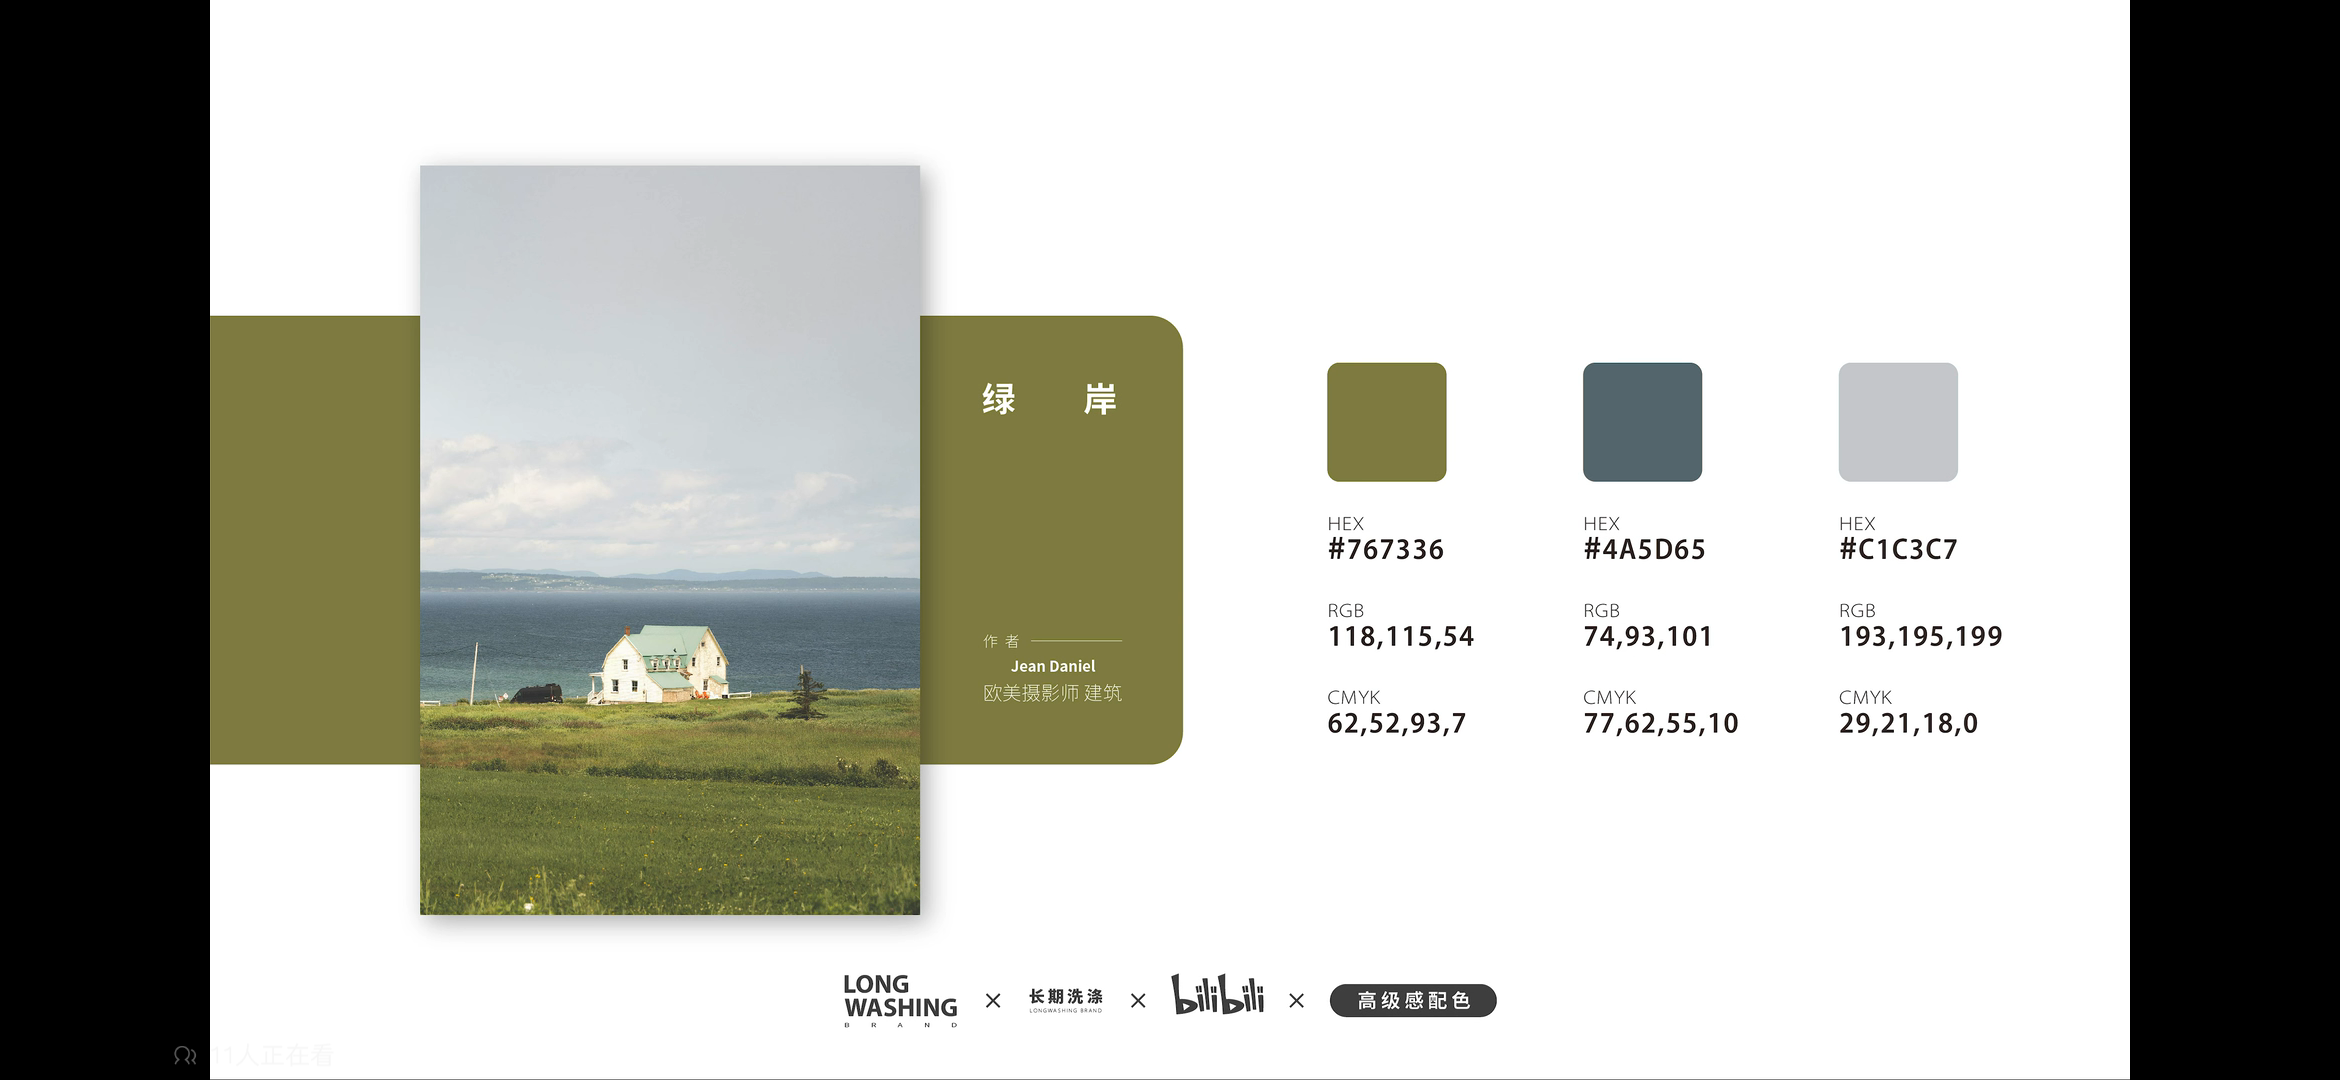 绿 岸
作者
Jean Daniel
欧美摄影师 建筑
HEX
#767336
RGB
118,115,54
CMYK
62,52,93,7
HEX
#4A5D65
RGB
74,93,101
CMYK
77,62,55,10
HEX
#C1C3C7
RGB
193,195,199
CMYK
29,21,18,0
LONG
WASHING
BRAND
×
长期洗涤
LONGWASHING BRAND
×
bilibili
×
高级感配色
11人正在看